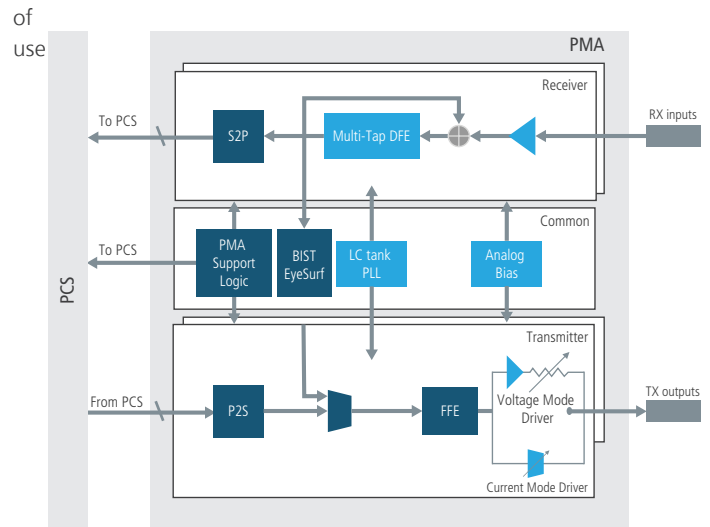 of
use
PMA
Receiver
To PCS
S2P
Multi-Tap DFE
RX inputs
Common
To PCS
PMA
Support
Logic
BIST
EyeSurf
LC tank
PLL
Analog
Bias
PCS
Transmitter
From PCS
P2S
FFE
Voltage Mode
Driver
TX outputs
Current Mode Driver